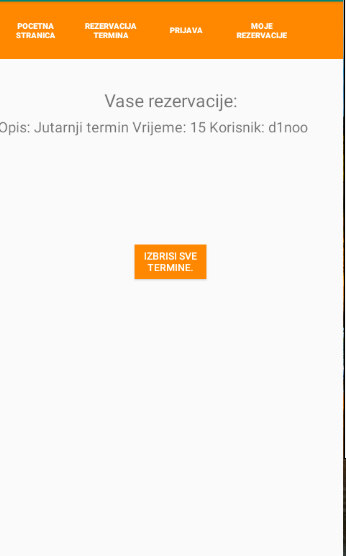 POCETNA
STRANICA
REZERVACIJA
TERMINA
PRIJAVA
MOJE
REZERVACIJE
Vase rezervacije:
Opis: Jutarnji termin Vrijeme: 15 Korisnik: d1noo
IZBRISI SVE
TERMINE.